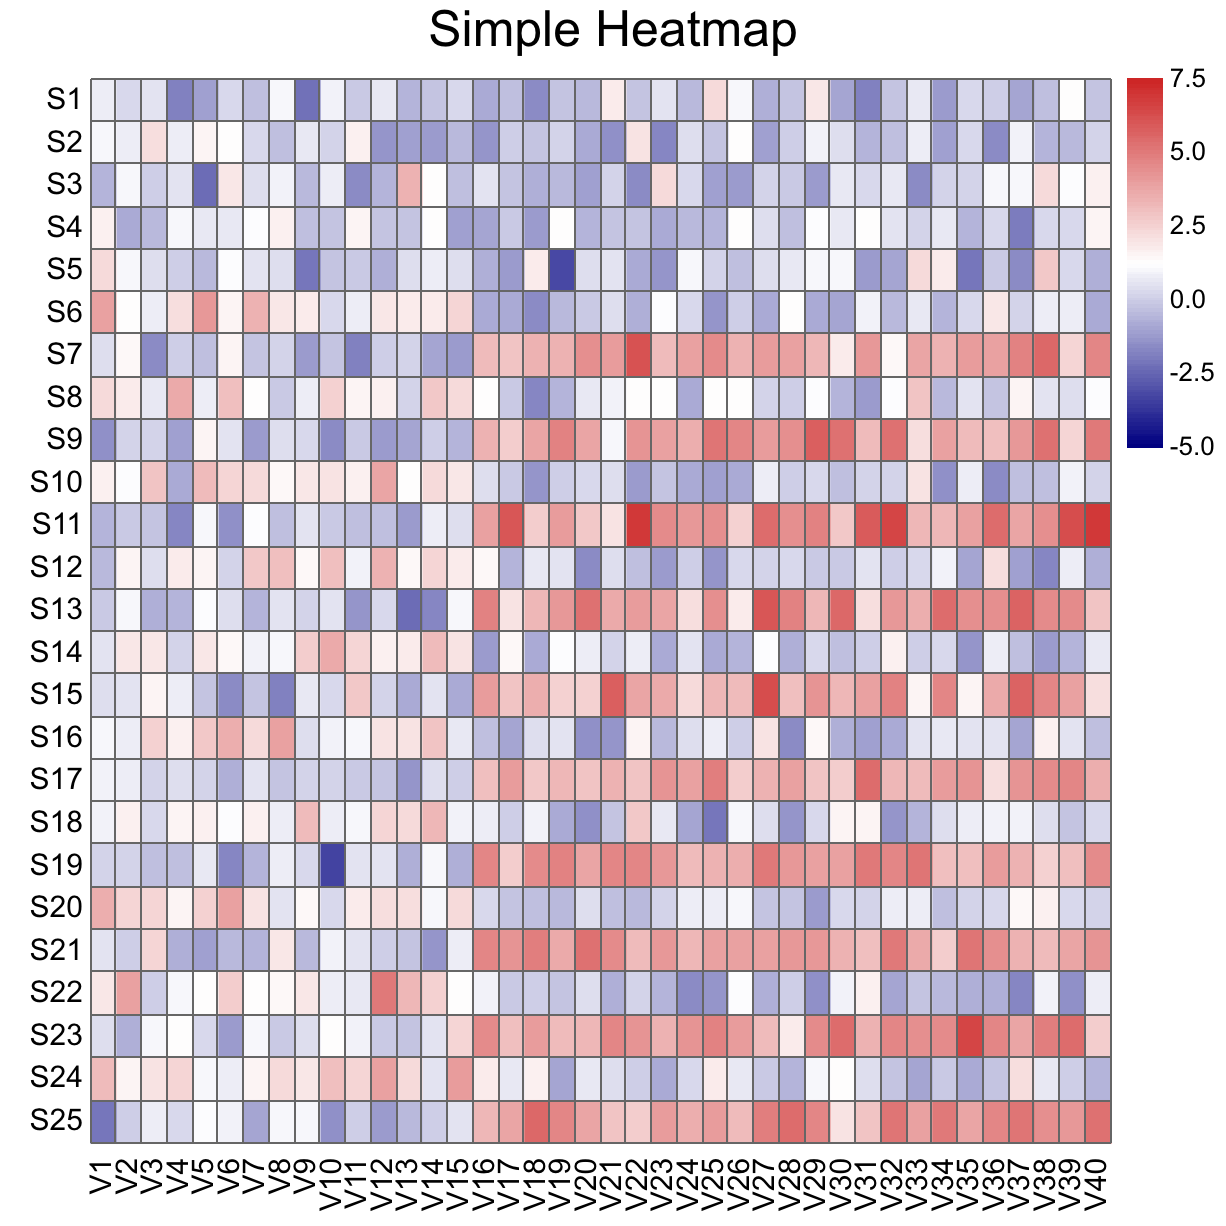 Simple Heatmap
S1
S2
S3
S4
S5
S6
S7
S8
S9
S10
S11
S12
S13
S14
S15
S16
S17
S18
S19
S20
S21
S22
S23
S24
S25
7.5
5.0
2.5
0.0
-2.5
-5.0
V1
V2
V3
V4
V5
V6
V7
V8
V9
V10
V11
V12
V13
V14
V15
V16
V17
V18
V19
V20
V21
V22
V23
V24
V25
V26
V27
V28
V29
V30
V31
V32
V33
V34
V35
V36
V37
V38
V39
V40